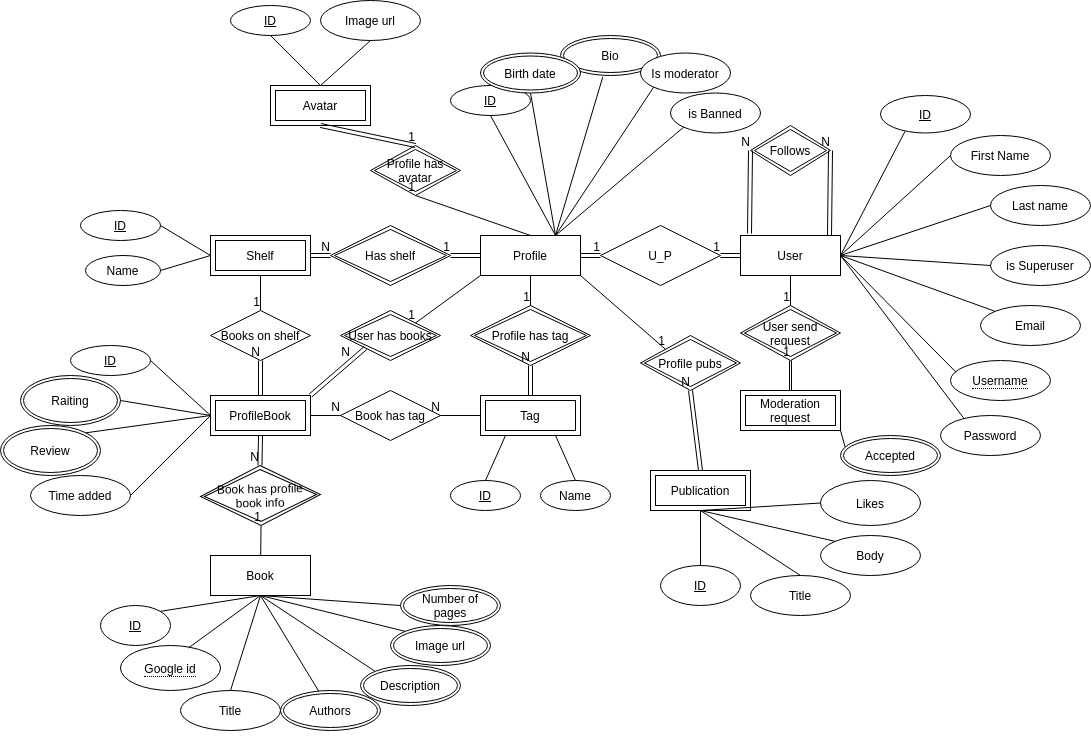 ID
Image url
Avatar
1
Profile has
avatar
1
Bio
Birth date
Is moderator
ID
is Banned
N
N
Follows
ID
First Name
Last name
is Superuser
Email
Username
Password
ID
Name
Shelf
N
Has shelf
1
Profile
1
U_P
1
User
1
Books on shelf
N
1
User has books
N
1
Profile has tag
N
1
Profile pubs
N
1
User send
request
1
Moderation
request
Accepted
ID
Raiting
Review
Time added
ProfileBook
N
Book has tag
N
Tag
ID
Name
N
Book has profile
book info
1
Publication
Likes
Body
Title
ID
Book
ID
Google id
Title
Authors
Description
Image url
Number of
pages